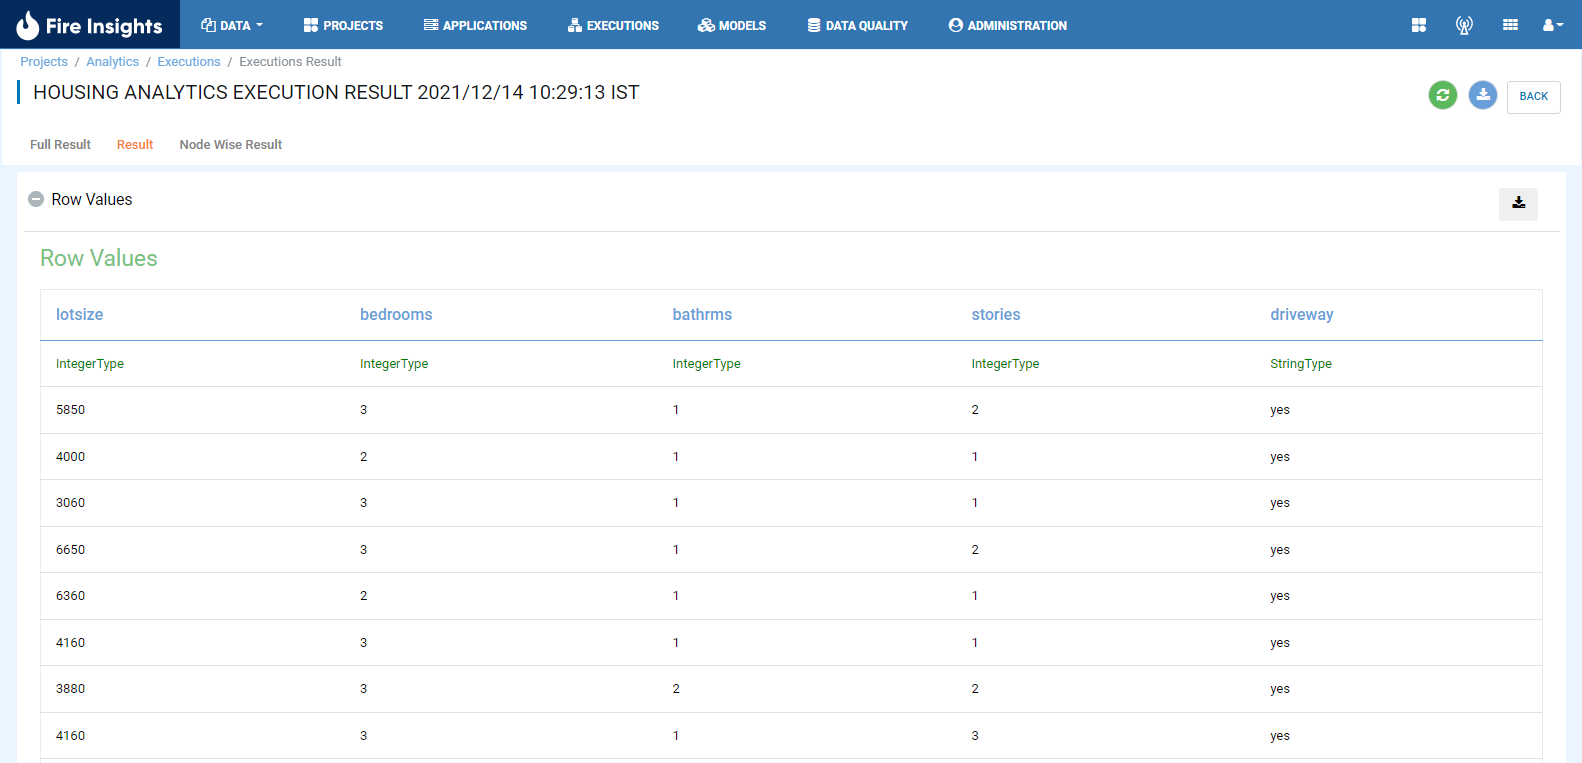 Fire Insights DATA PROJECTS APPLICATIONS EXECUTIONS MODELS DATA QUALITY ADMINISTRATION
Projects / Analytics / Executions / Executions Result
HOUSING ANALYTICS EXECUTION RESULT 2021/12/14 10:29:13 IST
BACK
Full Result Result Node Wise Result
Row Values
Row Values
lotsize bedrooms bathrms stories driveway
IntegerType IntegerType IntegerType IntegerType StringType
5850 3 1 2 yes
4000 2 1 1 yes
3060 3 1 1 yes
6650 3 1 2 yes
6360 2 1 1 yes
4160 3 1 1 yes
3880 3 2 2 yes
4160 3 1 3 yes